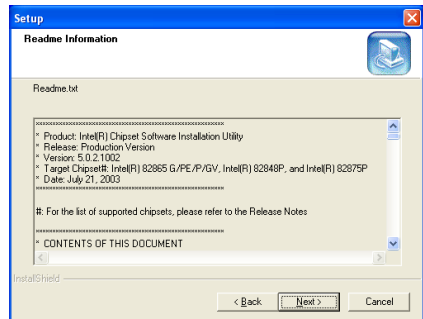 Setup
Readme Information
Readme.txt
************************************************************
* Product: Intel(R) Chipset Software Installation Utility
* Release: Production Version
* Version: 5.0.2.1002
* Target Chipset#: Intel(R) 82865 G/PE/P/GV, Intel(R) 82848P, and Intel(R) 82875P
* Date: July 21, 2003
************************************************************
#: For the list of supported chipsets, please refer to the Release Notes
************************************************************
* CONTENTS OF THIS DOCUMENT
InstallShield
< Back
Next >
Cancel